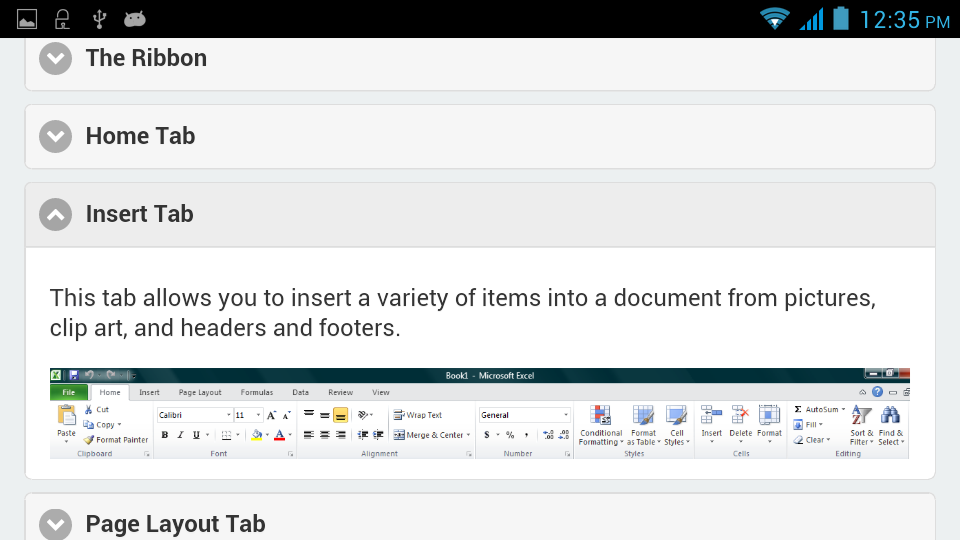 12:35 PM
The Ribbon
Home Tab
Insert Tab
This tab allows you to insert a variety of items into a document from pictures,
clip art, and headers and footers.
Book1 - Microsoft Excel
File Home Insert Page Layout Formulas Data Review View
Paste Cut Calibri 11 A A Wrap Text General Conditional Formatting Format as Table Cell Styles Insert Delete Format Σ AutoSum Sort & Filter Find & Select
Copy Fill
Format Painter B I U A Merge & Center $ % , Clear
Clipboard Font Alignment Number Styles Cells Editing
Page Layout Tab